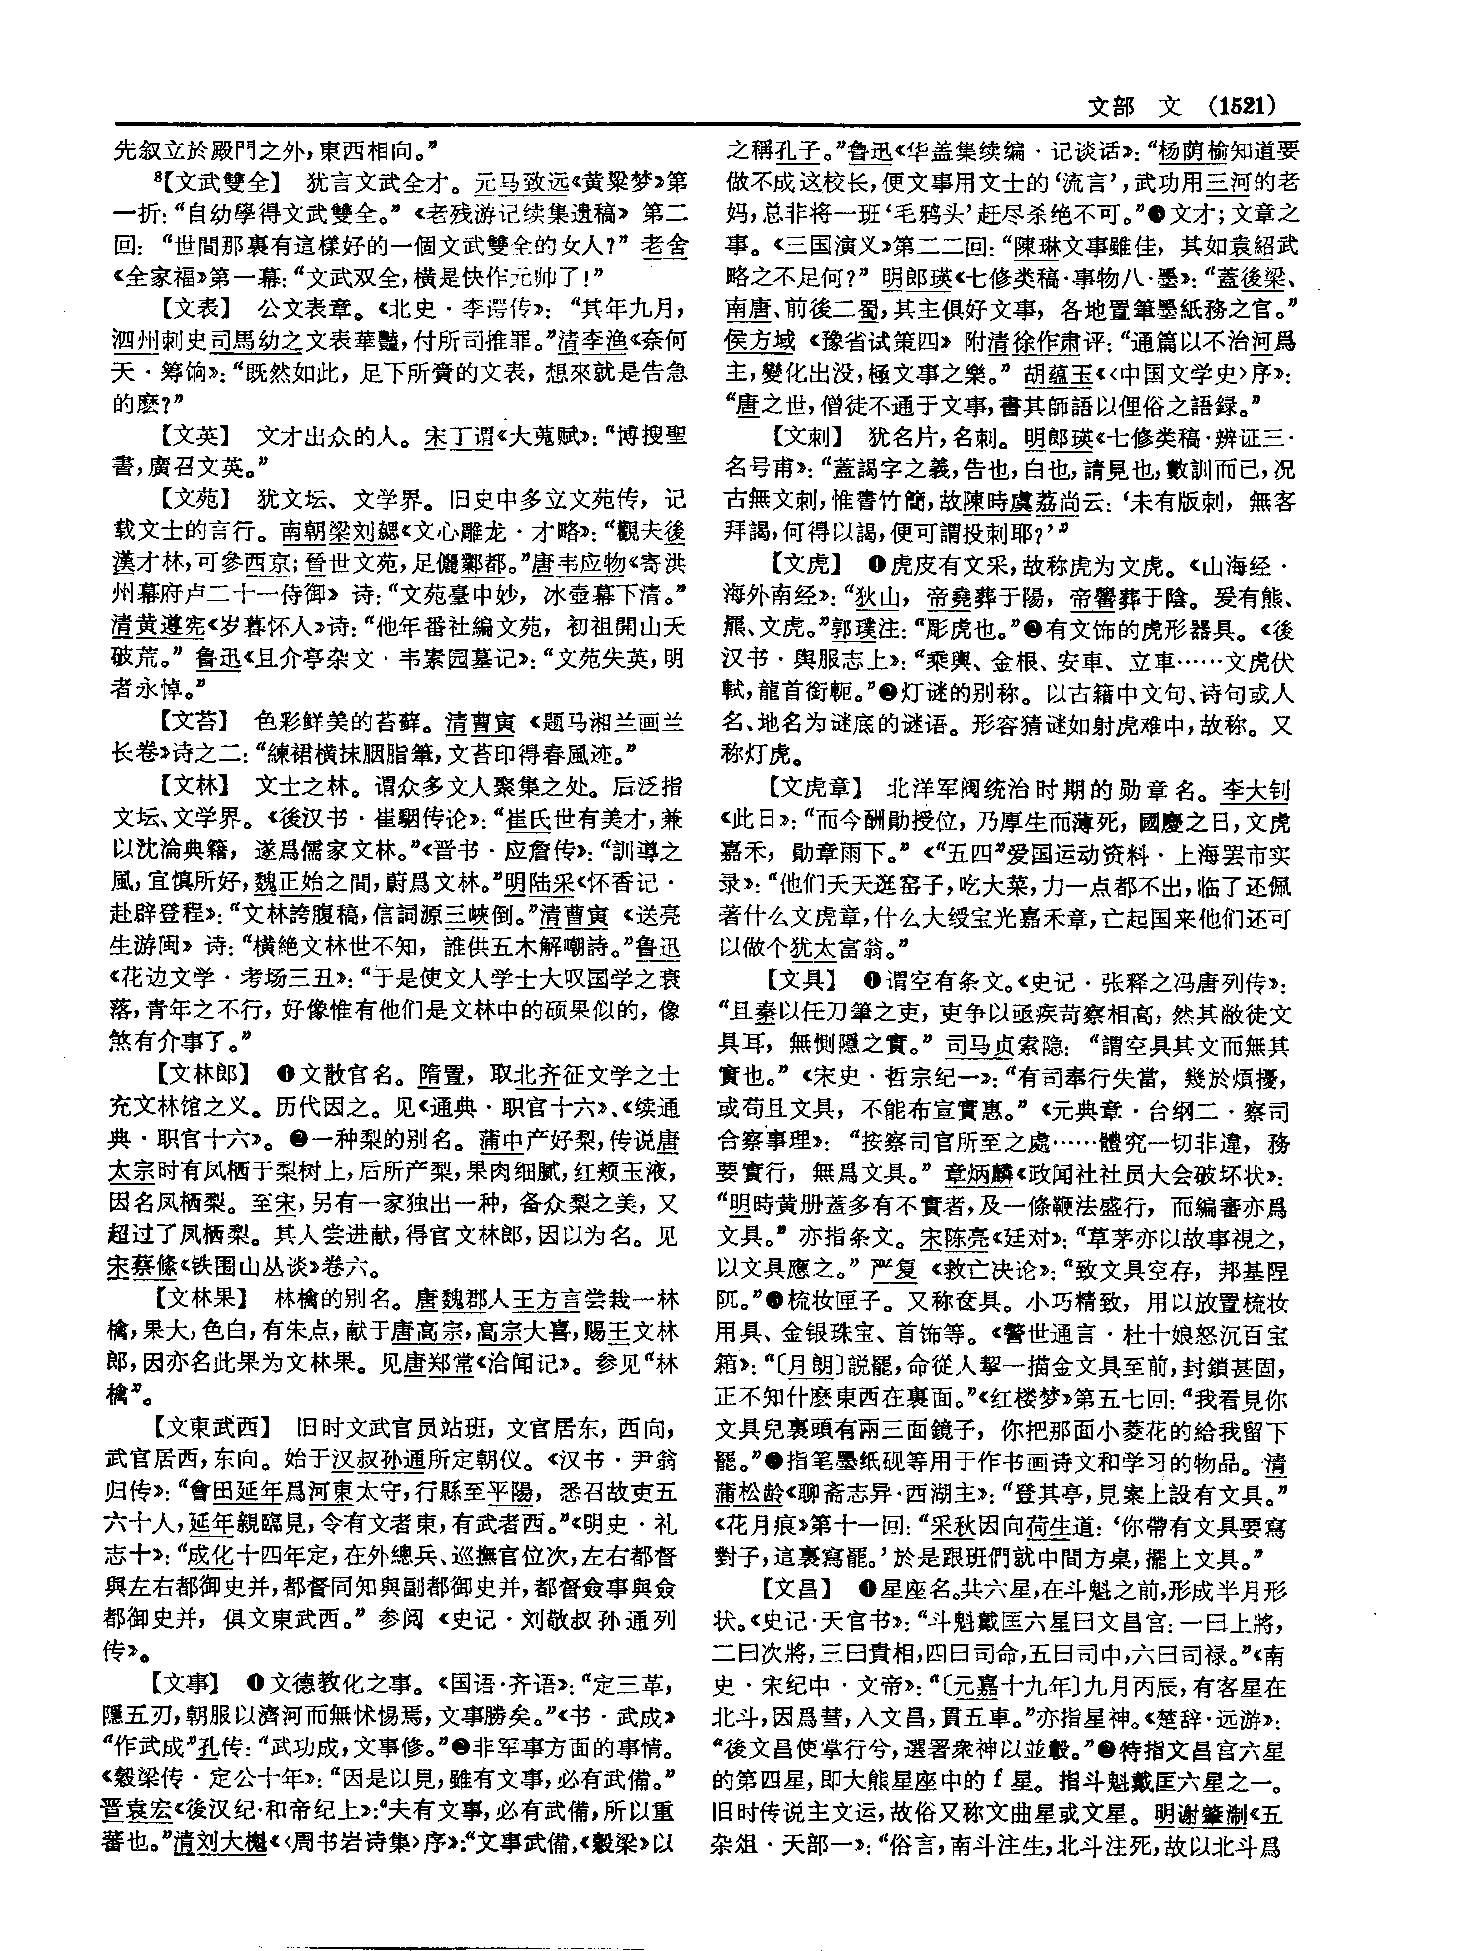 文部 文 (1521)
先叙立於殿門之外，東西相向。”
⁸【文武雙全】 犹言文武全才。元马致远《黄粱梦》第
一折：“自幼學得文武雙全。”《老残游记续集遗稿》第二
回：“世間那裏有這樣好的一個文武雙全的女人？”老舍
《全家福》第一幕：“文武双全，横是快作元帅了！”
【文表】 公文表章。《北史·李谔传》：“其年九月，
泗州刺史司馬幼之文表華豔，付所司推罪。”清李渔《奈何
天·筹饷》：“既然如此，足下所賫的文表，想來就是告急
的麽？”
【文英】 文才出众的人。宋丁谓《大蒐赋》：“博搜聖
書，廣召文英。”
【文苑】 犹文坛、文学界。旧史中多立文苑传，记
载文士的言行。南朝梁刘勰《文心雕龙·才略》：“觀夫後
漢才林，可參西京；晉世文苑，足儷鄴都。”唐韦应物《寄洪
州幕府卢二十一侍御》诗：“文苑臺中妙，冰壺幕下清。”
清黄遵宪《岁暮怀人》诗：“他年番社編文苑，初祖開山天
破荒。”鲁迅《且介亭杂文·韦素园墓记》：“文苑失英，明
者永悼。”
【文苔】 色彩鲜美的苔藓。清曹寅《题马湘兰画兰
长卷》诗之二：“練裙横抹胭脂筆，文苔印得春風迹。”
【文林】 文士之林。谓众多文人聚集之处。后泛指
文坛、文学界。《後汉书·崔駰传论》：“崔氏世有美才，兼
以沈淪典籍，遂爲儒家文林。”《晋书·应詹传》：“訓導之
風，宜慎所好，魏正始之間，蔚爲文林。”明陆采《怀香记·
赴辟登程》：“文林誇腹稿，信詞源三峽倒。”清曹寅《送亮
生游闽》诗：“橫絶文林世不知，誰供五木解嘲詩。”鲁迅
《花边文学·考场三丑》：“于是使文人学士大叹国学之衰
落，青年之不行，好像惟有他们是文林中的硕果似的，像
煞有介事了。”
【文林郎】 ❶文散官名。隋置，取北齐征文学之士
充文林馆之义。历代因之。见《通典·职官十六》、《续通
典·职官十六》。❷一种梨的别名。蒲中产好梨，传说唐
太宗时有凤栖于梨树上，后所产梨，果肉细腻，红颊玉液，
因名凤栖梨。至宋，另有一家独出一种，备众梨之美，又
超过了凤栖梨。其人尝进献，得官文林郎，因以为名。见
宋蔡絛《铁围山丛谈》卷六。
【文林果】 林檎的别名。唐魏郡人王方言尝栽一林
檎，果大，色白，有朱点，献于唐高宗，高宗大喜，赐王文林
郎，因亦名此果为文林果。见唐郑常《洽闻记》。参见“林
檎”。
【文東武西】 旧时文武官员站班，文官居东，西向，
武官居西，东向。始于汉叔孙通所定朝仪。《汉书·尹翁
归传》：“會田延年爲河東太守，行縣至平陽，悉召故吏五
六十人，延年親臨見，令有文者東，有武者西。”《明史·礼
志十》：“成化十四年定，在外總兵、巡撫官位次，左右都督
與左右都御史并，都督同知與副都御史并，都督僉事與僉
都御史并，俱文東武西。”参阅《史记·刘敬叔孙通列
传》。
【文事】 ❶文德教化之事。《国语·齐语》：“定三革，
隱五刃，朝服以濟河而無怵惕焉，文事勝矣。”《书·武成》
“作武成”孔传：“武功成，文事修。”❷非军事方面的事情。
《穀梁传·定公十年》：“因是以見，雖有文事，必有武備。”
晋袁宏《後汉纪·和帝纪上》：“夫有文事，必有武備，所以重
蕃也。”清刘大櫆《〈周书岩诗集〉序》：“文事武備，《穀梁》以
之稱孔子。”鲁迅《华盖集续编·记谈话》：“杨荫榆知道要
做不成这校长，便文事用文士的‘流言’，武功用三河的老
妈，总非将一班‘毛鸦头’赶尽杀绝不可。”❸文才；文章之
事。《三国演义》第二二回：“陳琳文事雖佳，其如袁紹武
略之不足何？”明郎瑛《七修类稿·事物八·墨》：“蓋後梁、
南唐、前後二蜀，其主俱好文事，各地置筆墨紙務之官。”
侯方域《豫省试策四》附清徐作肃评：“通篇以不治河爲
主，變化出没，極文事之樂。”胡蕴玉《〈中国文学史〉序》：
“唐之世，僧徒不通于文事，書其師語以俚俗之語録。”
【文刺】 犹名片，名刺。明郎瑛《七修类稿·辨证三·
名号甫》：“蓋謁字之義，告也，白也，請見也，數訓而已，况
古無文刺，惟書竹簡，故陳時虞荔尚云：‘未有版刺，無客
拜謁，何得以謁，便可謂投刺耶？’”
【文虎】 ❶虎皮有文采，故称虎为文虎。《山海经·
海外南经》：“狄山，帝堯葬于陽，帝嚳葬于陰。爰有熊、
羆、文虎。”郭璞注：“彫虎也。”❷有文饰的虎形器具。《後
汉书·舆服志上》：“乘輿、金根、安車、立車……文虎伏
軾，龍首銜軛。”❸灯谜的别称。以古籍中文句、诗句或人
名、地名为谜底的谜语。形容猜谜如射虎难中，故称。又
称灯虎。
【文虎章】 北洋军阀统治时期的勋章名。李大钊
《此日》：“而今酬勛授位，乃厚生而薄死，國慶之日，文虎
嘉禾，勛章雨下。”《“五四”爱国运动资料·上海罢市实
录》：“他们天天逛窑子，吃大菜，力一点都不出，临了还佩
著什么文虎章，什么大绶宝光嘉禾章，亡起国来他们还可
以做个犹太富翁。”
【文具】 ❶谓空有条文。《史记·张释之冯唐列传》：
“且秦以任刀筆之吏，吏争以亟疾苛察相高，然其敝徒文
具耳，無惻隱之實。”司马贞索隐：“謂空具其文而無其
實也。”《宋史·哲宗纪一》：“有司奉行失當，幾於煩擾，
或苟且文具，不能布宣實惠。”《元典章·台纲二·察司
合察事理》：“按察司官所至之處……體究一切非違，務
要實行，無爲文具。”章炳麟《政闻社社员大会破坏状》：
“明時黄册蓋多有不實者，及一條鞭法盛行，而編審亦爲
文具。”亦指条文。宋陈亮《廷对》：“草茅亦以故事視之，
以文具應之。”严复《救亡决论》：“致文具空存，邦基陧
阢。”❷梳妆匣子。又称奁具。小巧精致，用以放置梳妆
用具、金银珠宝、首饰等。《警世通言·杜十娘怒沉百宝
箱》：“〔月朗〕説罷，命從人挈一描金文具至前，封鎖甚固，
正不知什麽東西在裏面。”《红楼梦》第五七回：“我看見你
文具兒裏頭有兩三面鏡子，你把那面小菱花的給我留下
罷。”❸指笔墨纸砚等用于作书画诗文和学习的物品。清
蒲松龄《聊斋志异·西湖主》：“登其亭，見案上設有文具。”
《花月痕》第十一回：“采秋因向荷生道：‘你帶有文具要寫
對子，這裏寫罷。’於是跟班們就中間方桌，擺上文具。”
【文昌】 ❶星座名。共六星，在斗魁之前，形成半月形
状。《史记·天官书》：“斗魁戴匡六星曰文昌宫：一曰上將，
二曰次將，三曰貴相，四曰司命，五曰司中，六曰司禄。”《南
史·宋纪中·文帝》：“〔元嘉十九年〕九月丙辰，有客星在
北斗，因爲彗，入文昌，貫五車。”亦指星神。《楚辞·远游》：
“後文昌使掌行兮，選署衆神以並轂。”❷特指文昌宫六星
的第四星，即大熊星座中的 f 星。指斗魁戴匡六星之一。
旧时传说主文运，故俗又称文曲星或文星。明谢肇淛《五
杂俎·天部一》：“俗言，南斗注生，北斗注死，故以北斗爲